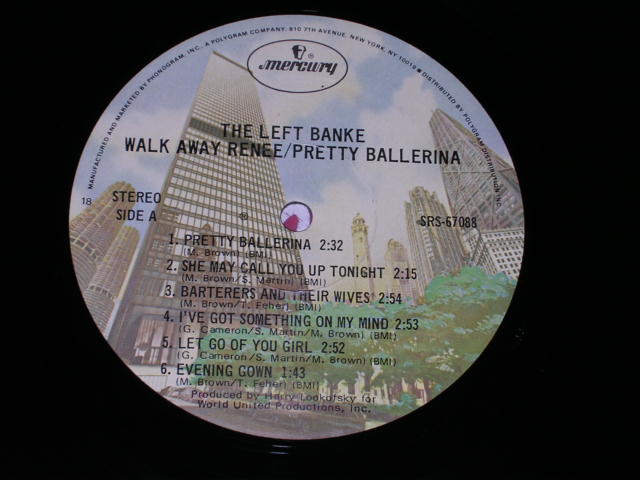 MANUFACTURED AND MARKETED BY PHONOGRAM, INC. A POLYGRAM COMPANY, 810 7TH AVENUE, NEW YORK, NY 10019 • DISTRIBUTED BY POLYGRAM DISTRIBUTION, INC.
mercury ®
THE LEFT BANKE
WALK AWAY RENEE/PRETTY BALLERINA
18
STEREO
SIDE A
℗
SRS-67088
1. PRETTY BALLERINA 2:32
(M. Brown) (BMI)
2. SHE MAY CALL YOU UP TONIGHT 2:15
(M. Brown/S. Martin) (BMI)
3. BARTERERS AND THEIR WIVES 2:54
(M. Brown/T. Feher) (BMI)
4. I'VE GOT SOMETHING ON MY MIND 2:53
(G. Cameron/S. Martin/M. Brown) (BMI)
5. LET GO OF YOU GIRL 2:52
(G. Cameron/S. Martin/M. Brown) (BMI)
6. EVENING GOWN 1:43
(M. Brown/T. Feher) (BMI)
Produced by Harry Lookofsky for
World United Productions, Inc.